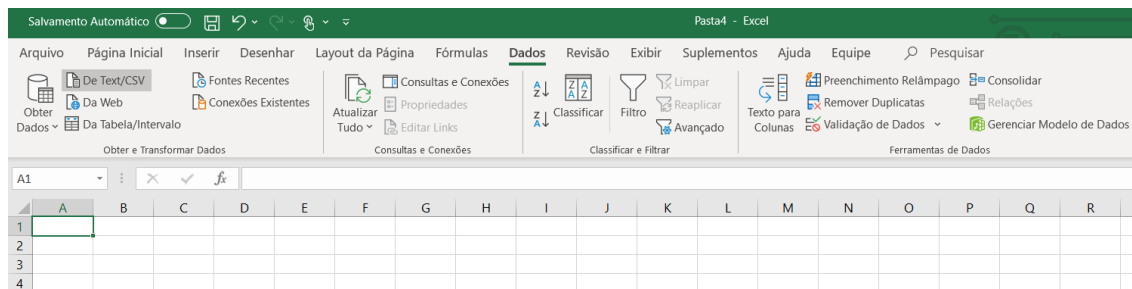 Salvamento Automático Pasta4 - Excel
Arquivo Página Inicial Inserir Desenhar Layout da Página Fórmulas Dados Revisão Exibir Suplementos Ajuda Equipe Pesquisar
Obter Dados
De Text/CSV
Da Web
Da Tabela/Intervalo
Fontes Recentes
Conexões Existentes
Obter e Transformar Dados
Atualizar
Tudo
Consultas e Conexões
Propriedades
Editar Links
Consultas e Conexões
Classificar
Filtro
Limpar
Reaplicar
Avançado
Classificar e Filtrar
Texto para
Colunas
Preenchimento Relâmpago
Remover Duplicatas
Validação de Dados
Consolidar
Relações
Gerenciar Modelo de Dados
Ferramentas de Dados
A1 fx
A B C D E F G H I J K L M N O P Q R
1
2
3
4